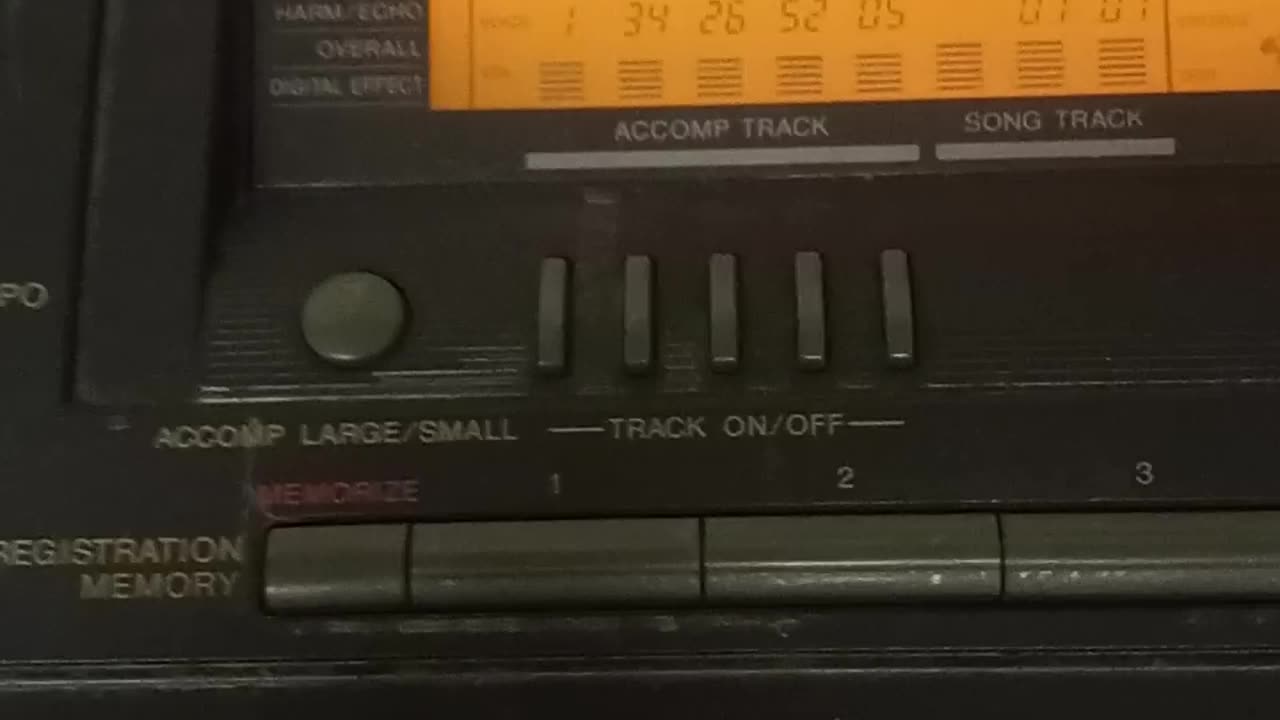 HARM/ECHO
OVERALL
DIGITAL EFFECT
VOICE 1 34 26 52 05 01 01
ACCOMP TRACK SONG TRACK
PO
ACCOMP LARGE/SMALL TRACK ON/OFF
MEMORIZE 1 2 3
REGISTRATION
MEMORY